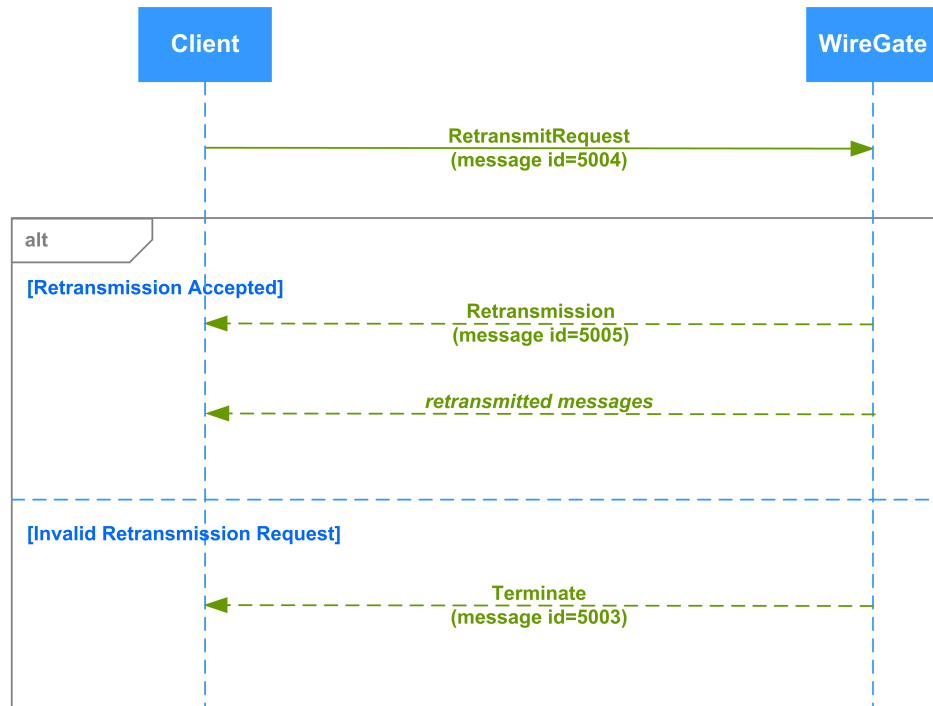 Client
WireGate
RetransmitRequest
(message id=5004)
alt
[Retransmission Accepted]
Retransmission
(message id=5005)
retransmitted messages
[Invalid Retransmission Request]
Terminate
(message id=5003)